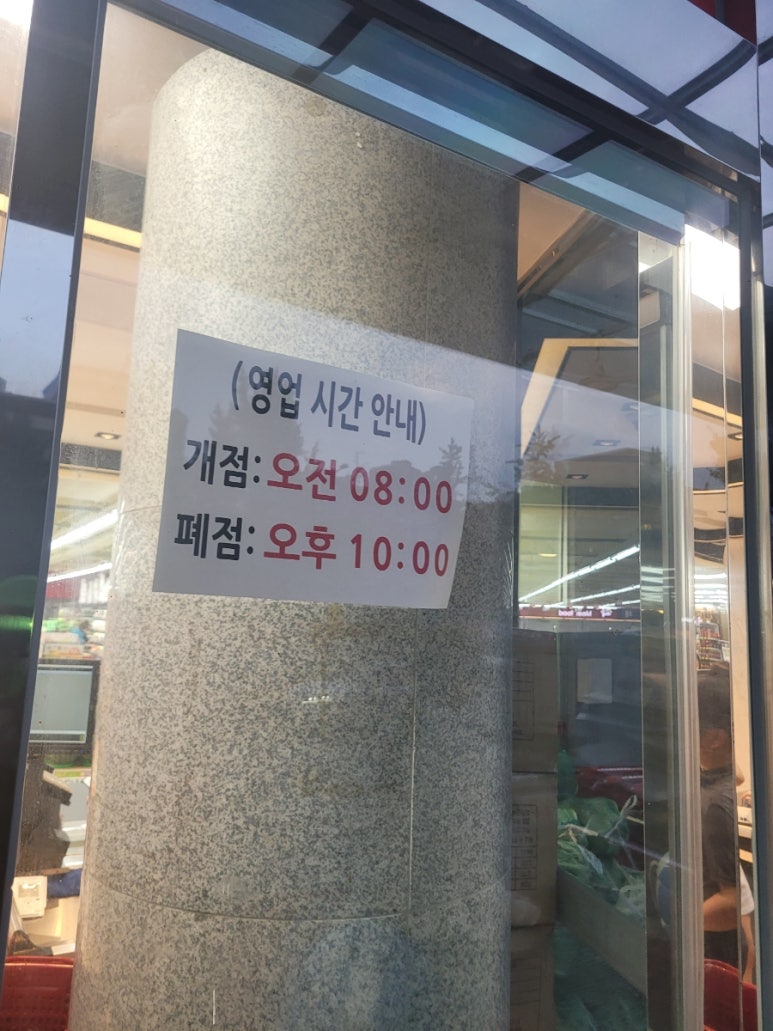 (영업 시간 안내)
개점: 오전 08:00
폐점: 오후 10:00